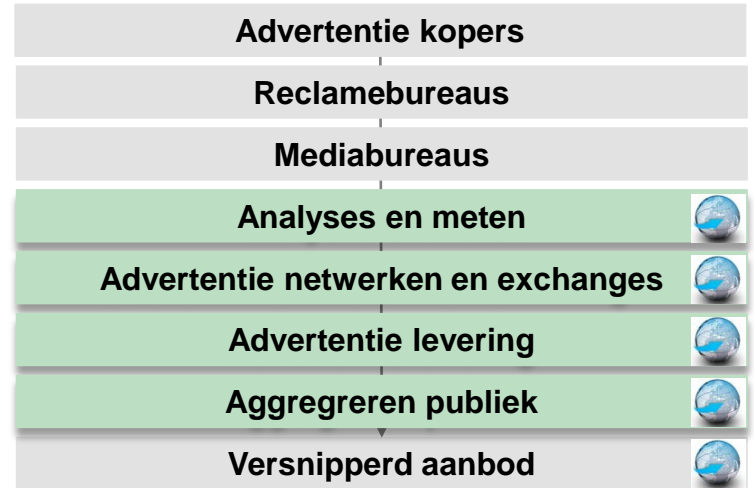 Advertentie kopers
Reclamebureaus
Mediabureaus
Analyses en meten
Advertentie netwerken en exchanges
Advertentie levering
Aggregreren publiek
Versnipperd aanbod